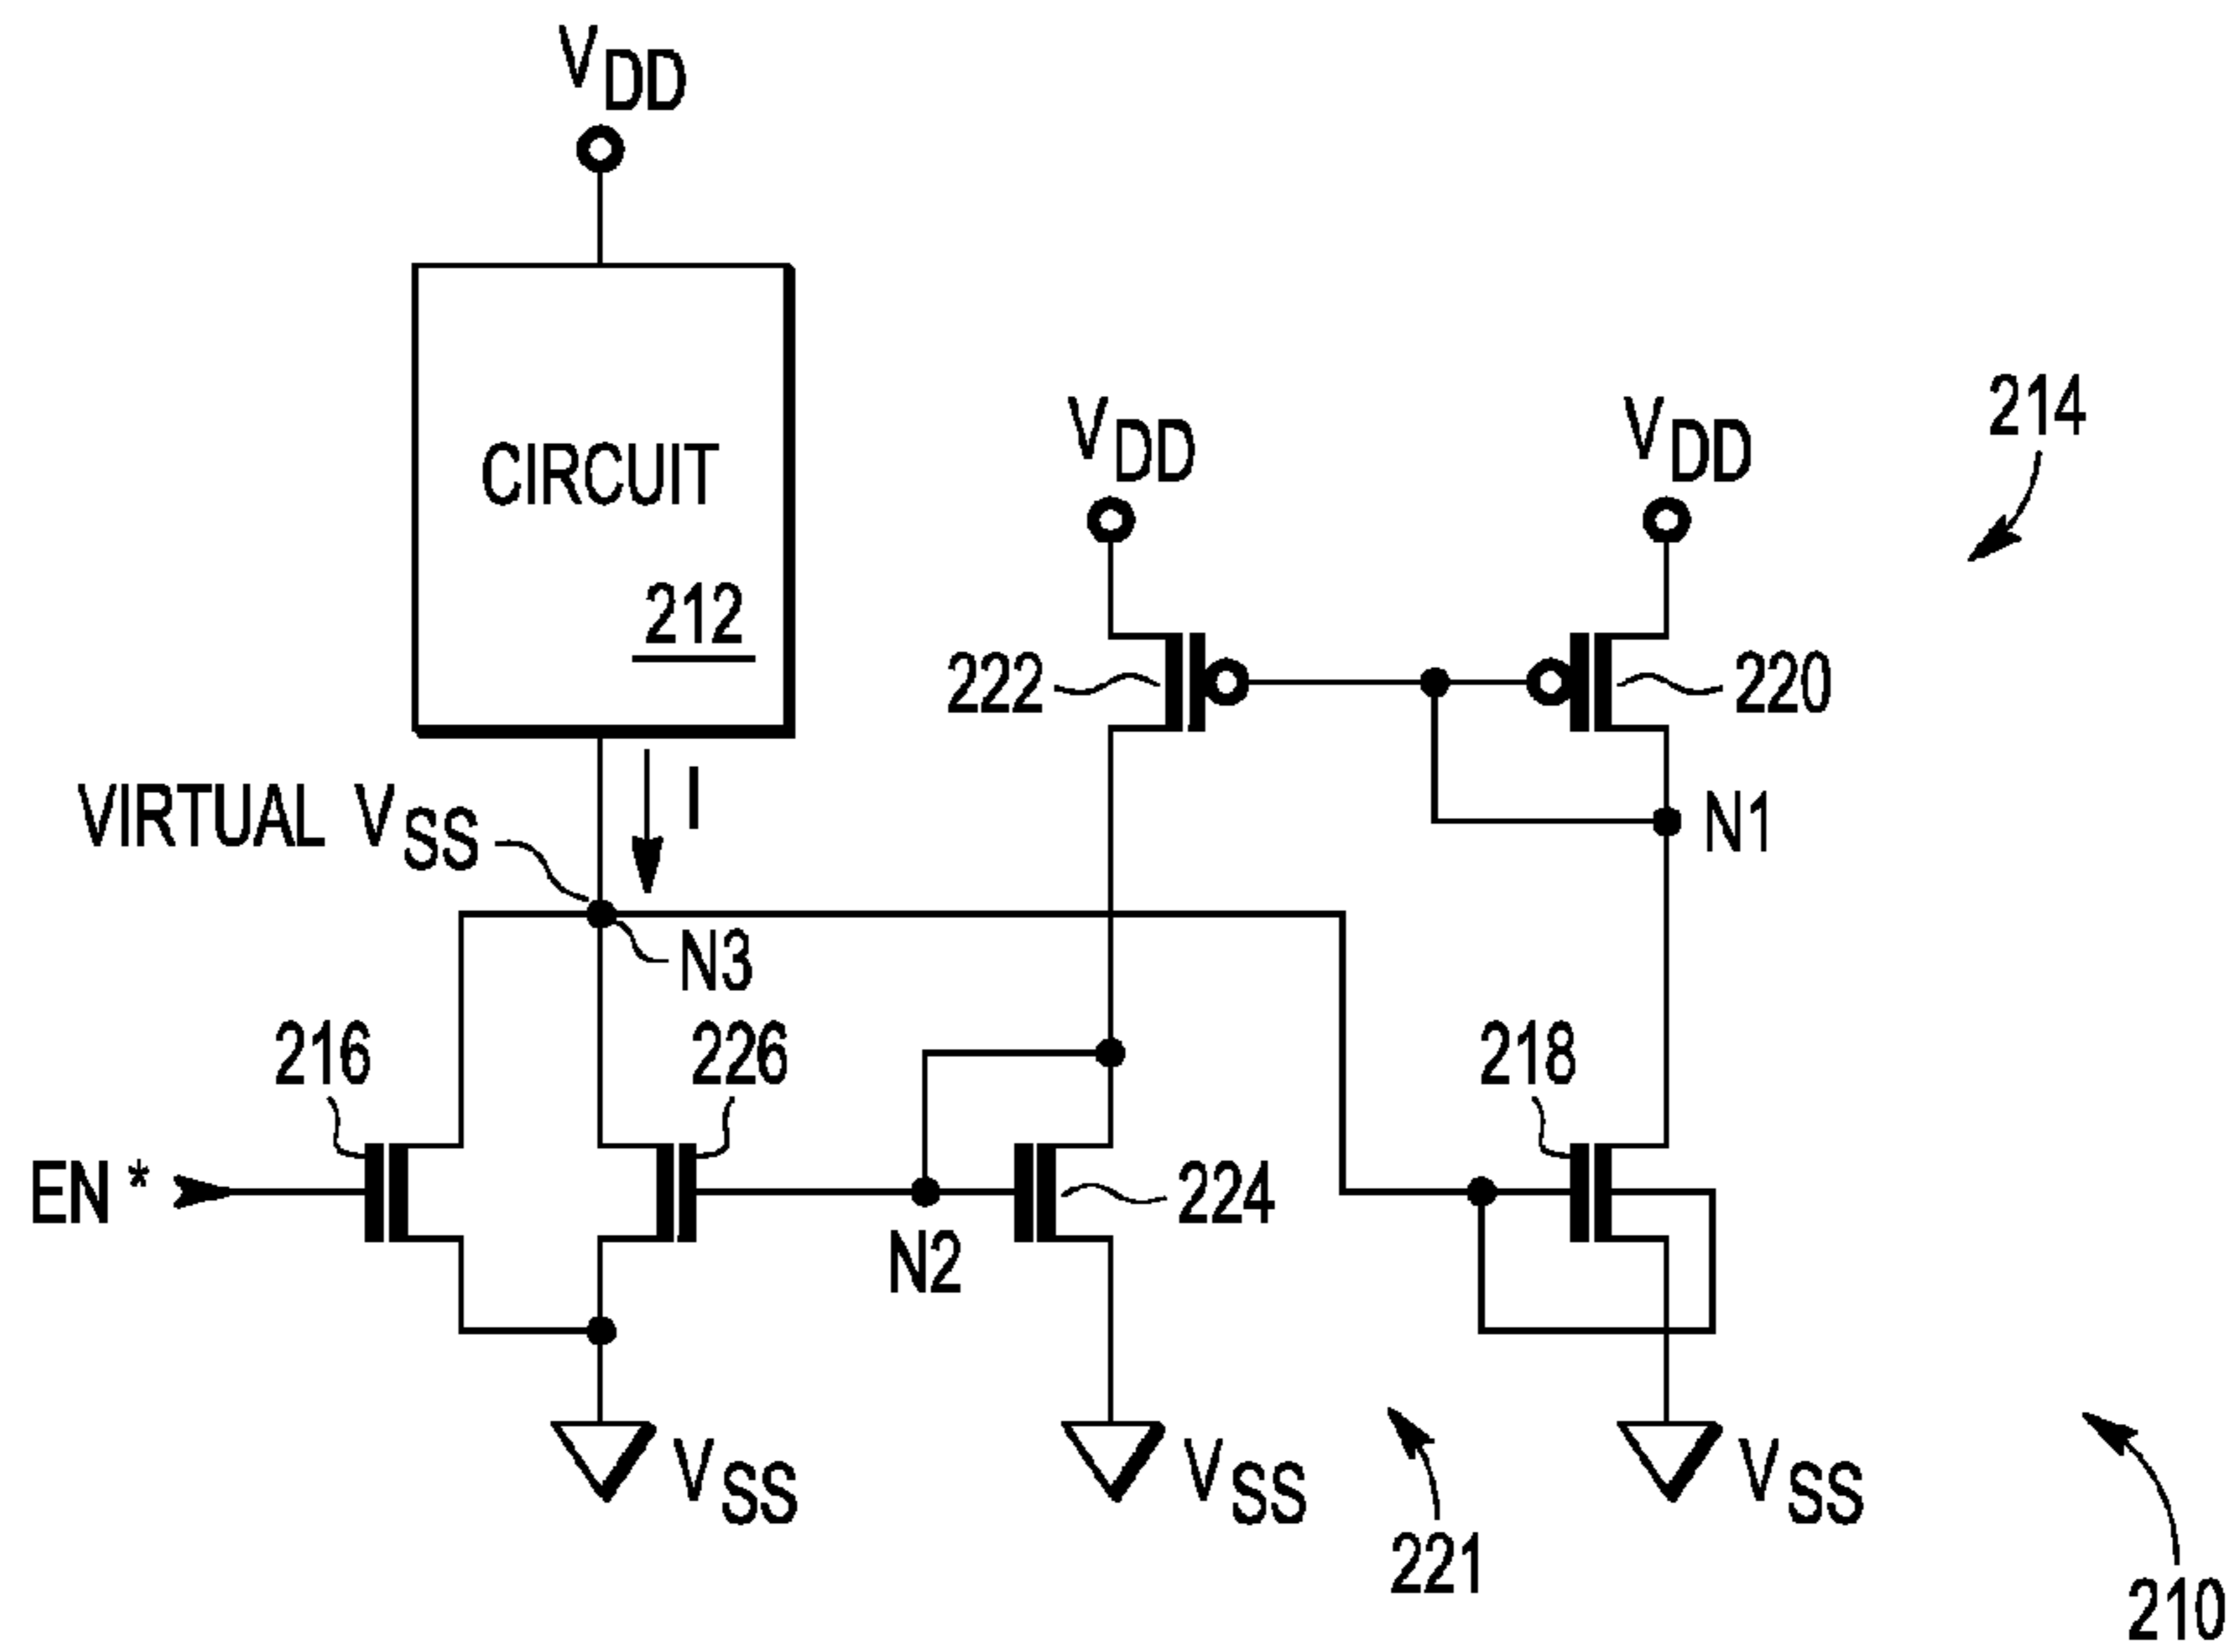 VDD
CIRCUIT
212
VDD
VDD
214
222
220
VIRTUAL VSS
I
N1
N3
216
226
218
EN *
224
N2
VSS
VSS
VSS
221
210